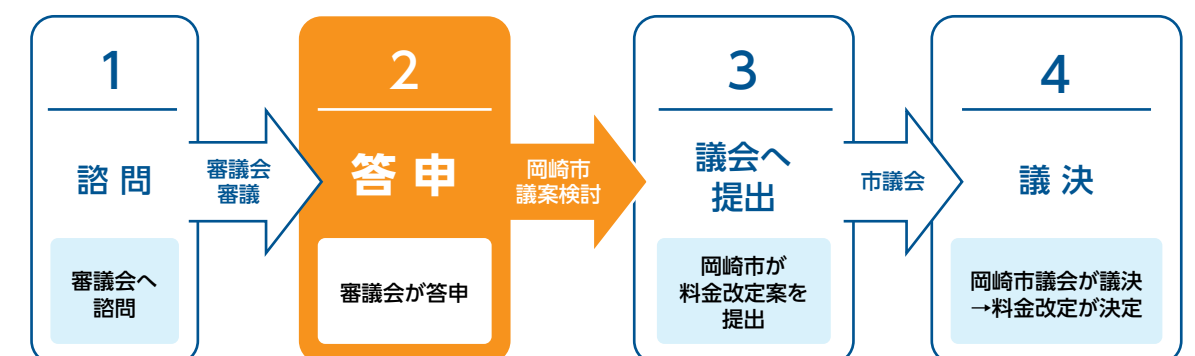 1
諮問
審議会へ
諮問
審議会
審議
2
答申
審議会が答申
岡崎市
議案検討
3
議会へ
提出
岡崎市が
料金改定案を
提出
市議会
4
議決
岡崎市議会が議決
→料金改定が決定